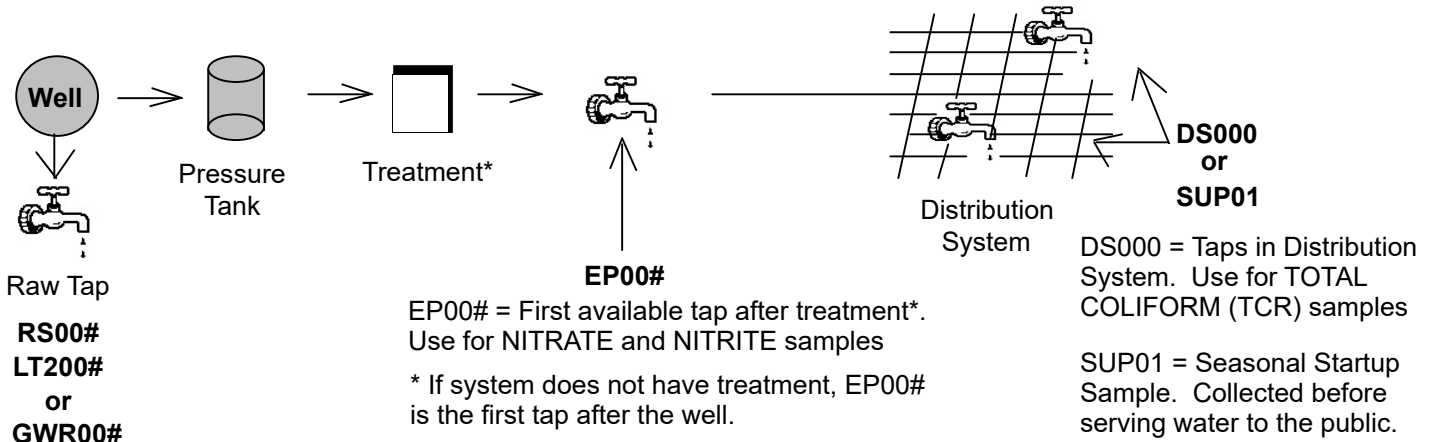 Well
Raw Tap
RS00#
LT200#
or
GWR00#
Pressure
Tank
Treatment*
EP00#
EP00# = First available tap after treatment*.
Use for NITRATE and NITRITE samples
* If system does not have treatment, EP00#
is the first tap after the well.
Distribution
System
DS000
or
SUP01
DS000 = Taps in Distribution
System. Use for TOTAL
COLIFORM (TCR) samples
SUP01 = Seasonal Startup
Sample. Collected before
serving water to the public.